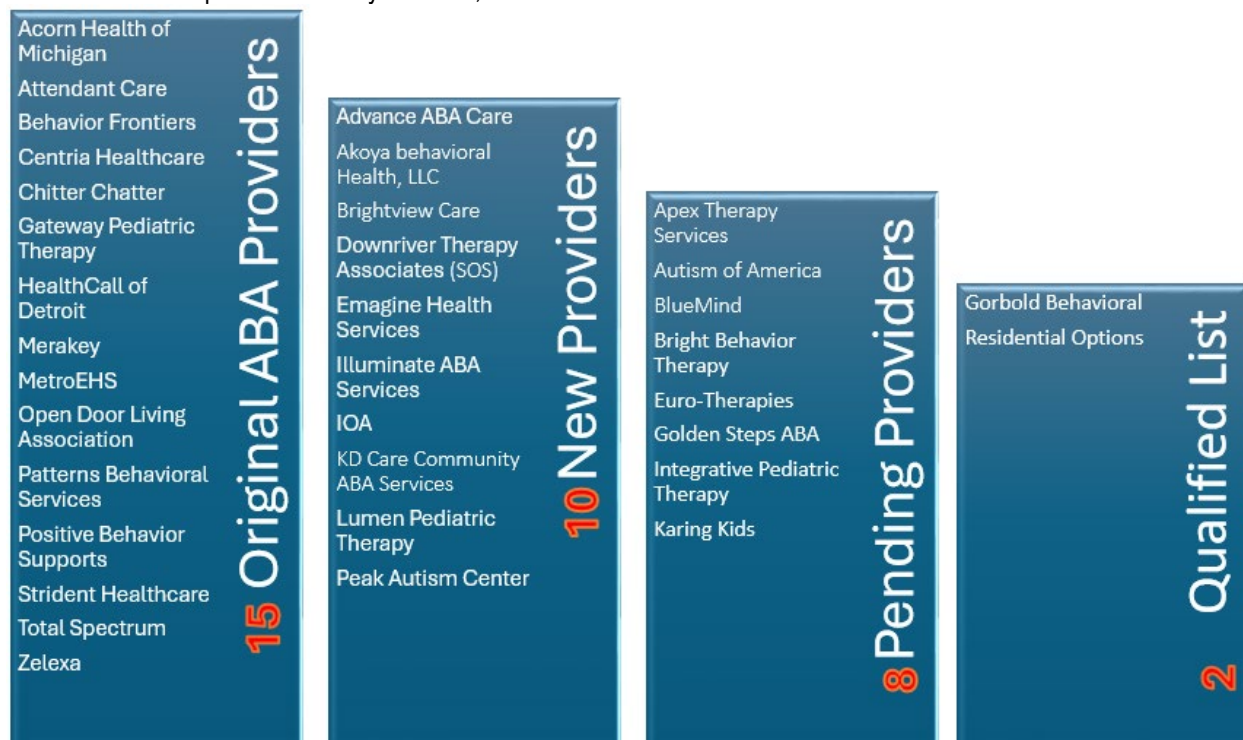 Acorn Health of
Michigan
Attendant Care
Behavior Frontiers
Centria Healthcare
Chitter Chatter
Gateway Pediatric
Therapy
HealthCall of
Detroit
Merakey
MetroEHS
Open Door Living
Association
Patterns Behavioral
Services
Positive Behavior
Supports
Strident Healthcare
Total Spectrum
Zelexa
15 Original ABA Providers
Advance ABA Care
Akoya behavioral
Health, LLC
Brightview Care
Downriver Therapy
Associates (SOS)
Emagine Health
Services
Illuminate ABA
Services
IOA
KD Care Community
ABA Services
Lumen Pediatric
Therapy
Peak Autism Center
10 New Providers
Apex Therapy
Services
Autism of America
BlueMind
Bright Behavior
Therapy
Euro-Therapies
Golden Steps ABA
Integrative Pediatric
Therapy
Karing Kids
8 Pending Providers
Gorbold Behavioral
Residential Options
2 Qualified List